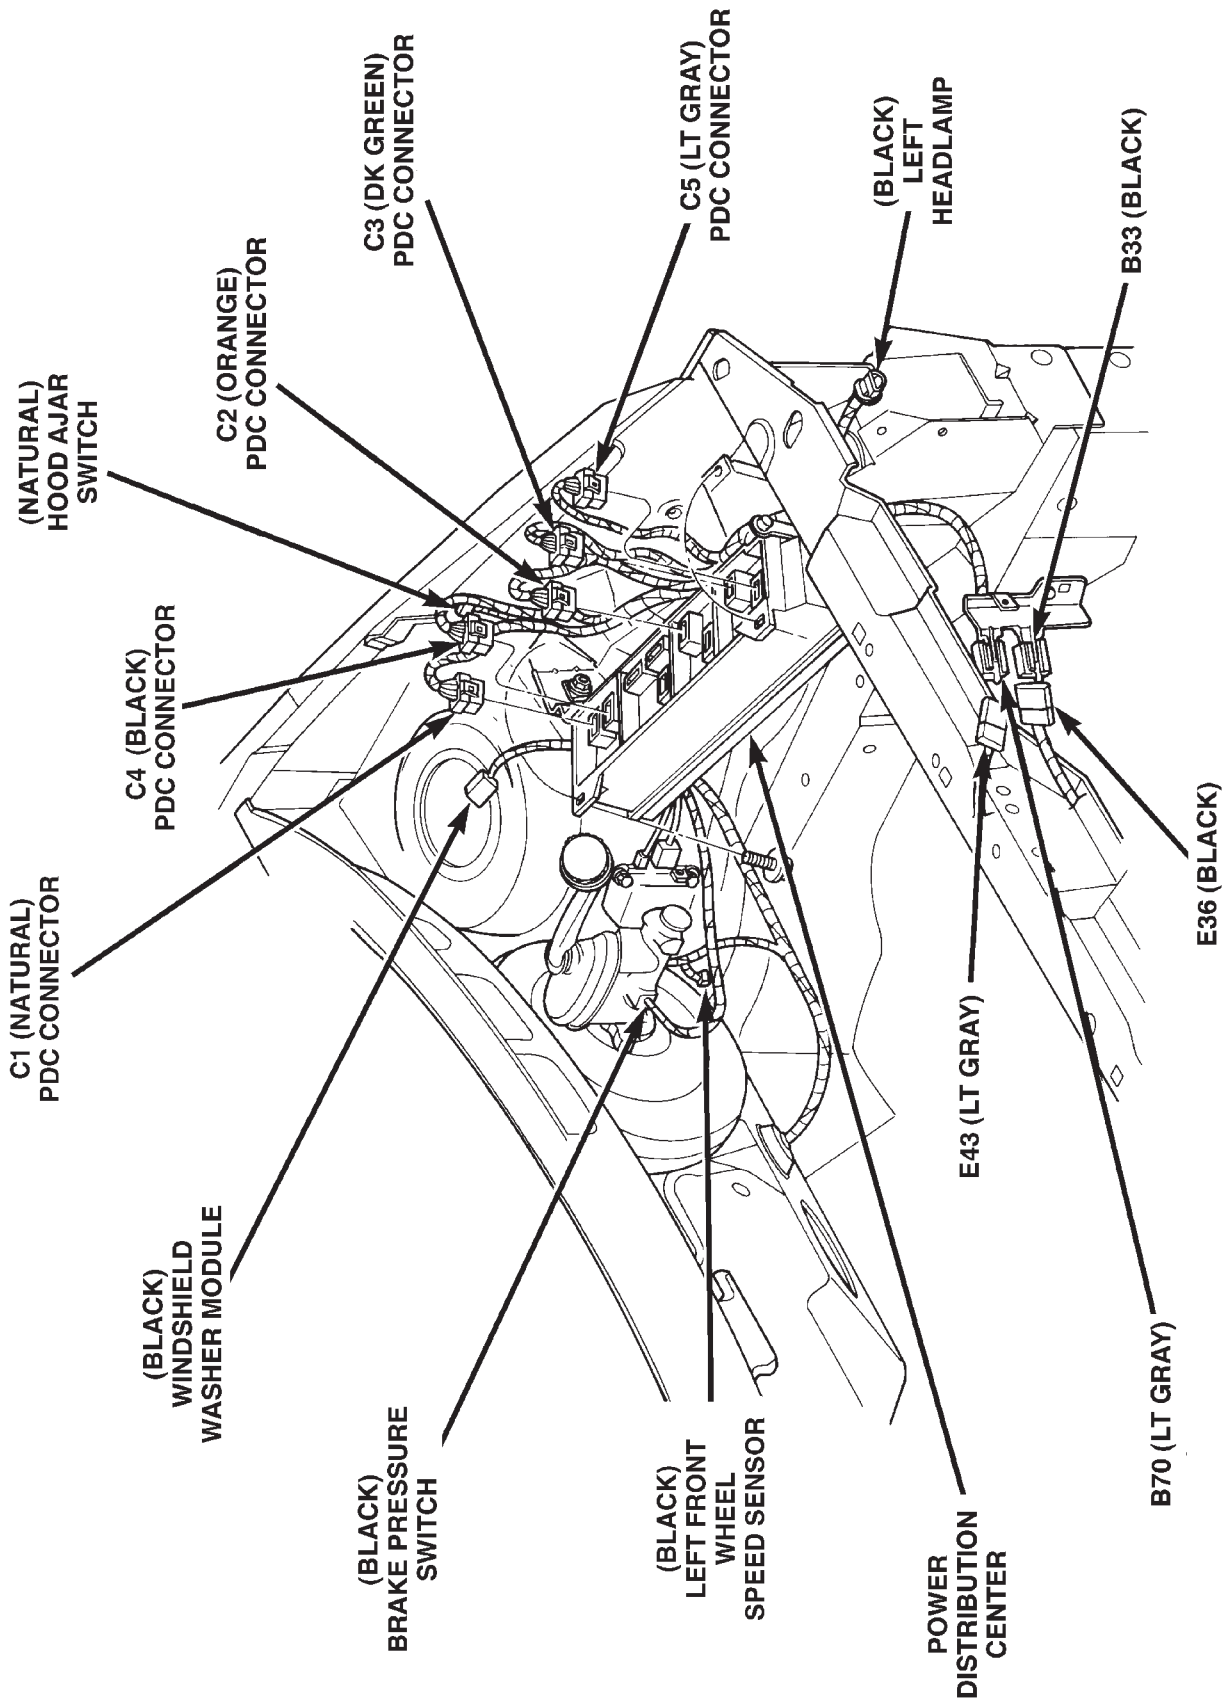 (BLACK)
BRAKE PRESSURE
SWITCH
(BLACK)
WINDSHIELD
WASHER MODULE
C1 (NATURAL)
PDC CONNECTOR
C4 (BLACK)
PDC CONNECTOR
(NATURAL)
HOOD AJAR
SWITCH
C2 (ORANGE)
PDC CONNECTOR
C3 (DK GREEN)
PDC CONNECTOR
C5 (LT GRAY)
PDC CONNECTOR
(BLACK)
LEFT
HEADLAMP
B33 (BLACK)
E36 (BLACK)
E43 (LT GRAY)
B70 (LT GRAY)
POWER
DISTRIBUTION
CENTER
(BLACK)
LEFT FRONT
WHEEL
SPEED SENSOR